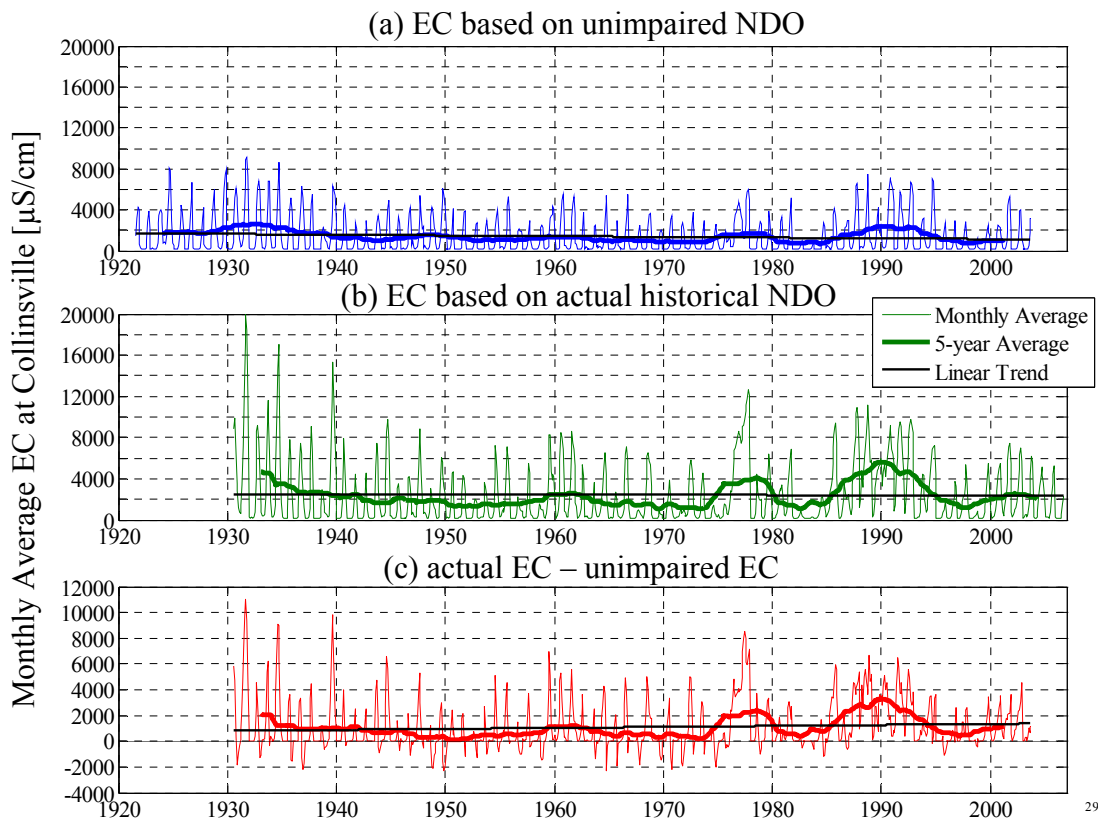 (a) EC based on unimpaired NDO
20000
16000
12000
8000
4000
0
1920 1930 1940 1950 1960 1970 1980 1990 2000
Monthly Average EC at Collinsville [µS/cm]
(b) EC based on actual historical NDO
20000
16000
12000
8000
4000
0
1920 1930 1940 1950 1960 1970 1980 1990 2000
Monthly Average
5-year Average
Linear Trend
(c) actual EC – unimpaired EC
12000
10000
8000
6000
4000
2000
0
-2000
-4000
1920 1930 1940 1950 1960 1970 1980 1990 2000
29